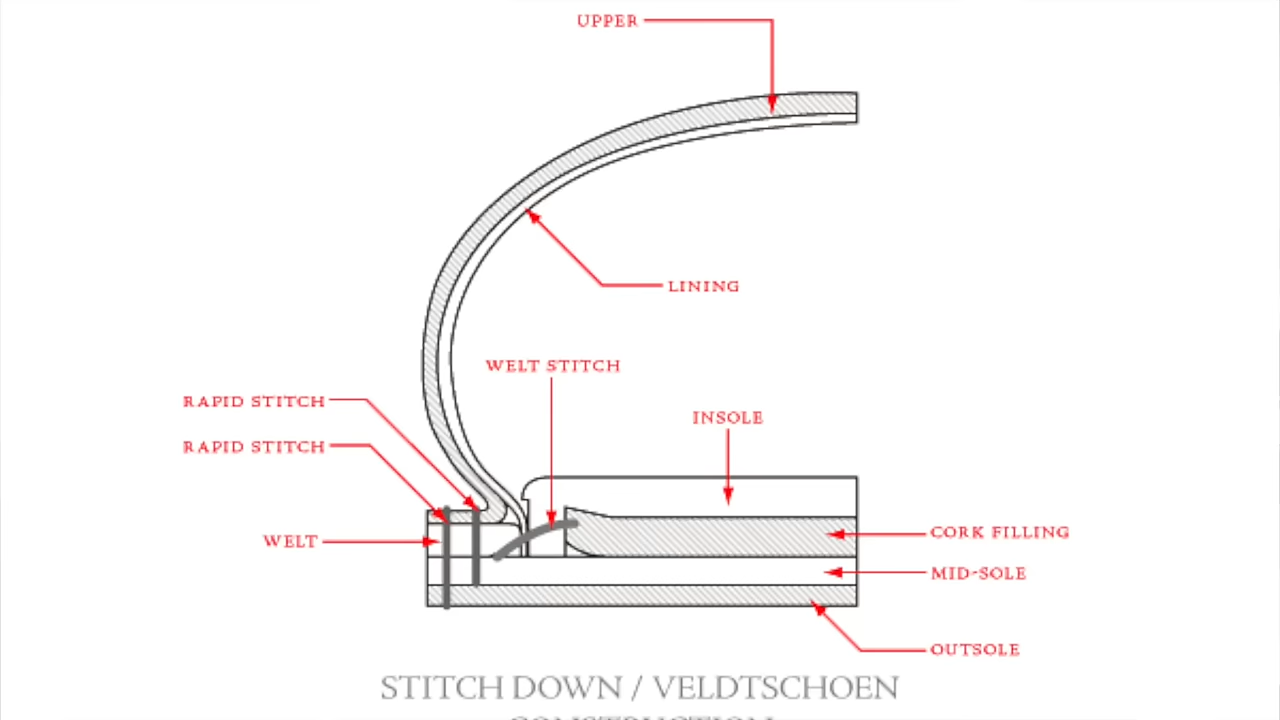 UPPER
LINING
WELT STITCH
RAPID STITCH
INSOLE
RAPID STITCH
CORK FILLING
WELT
MID-SOLE
OUTSOLE
STITCH DOWN / VELDTSCHOEN